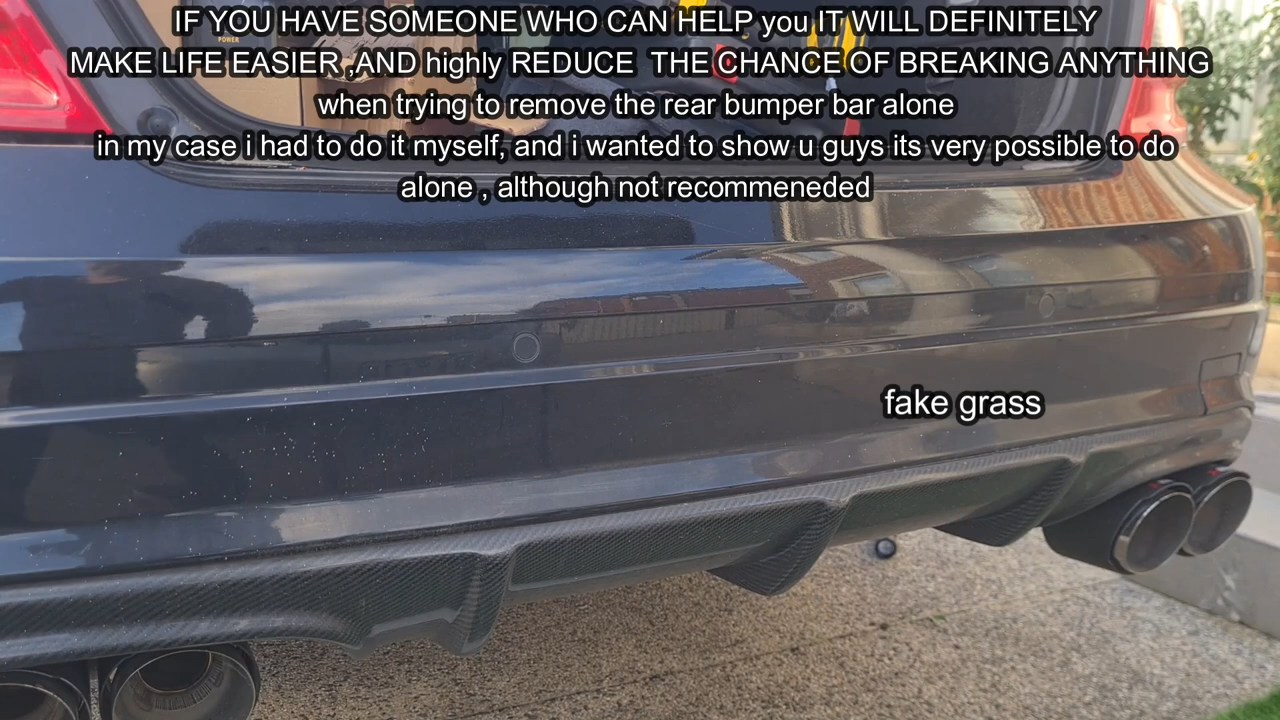 POWER
IF YOU HAVE SOMEONE WHO CAN HELP you IT WILL DEFINITELY
MAKE LIFE EASIER ,AND highly REDUCE THE CHANCE OF BREAKING ANYTHING
when trying to remove the rear bumper bar alone
in my case i had to do it myself, and i wanted to show u guys its very possible to do
alone , although not recommeneded
fake grass